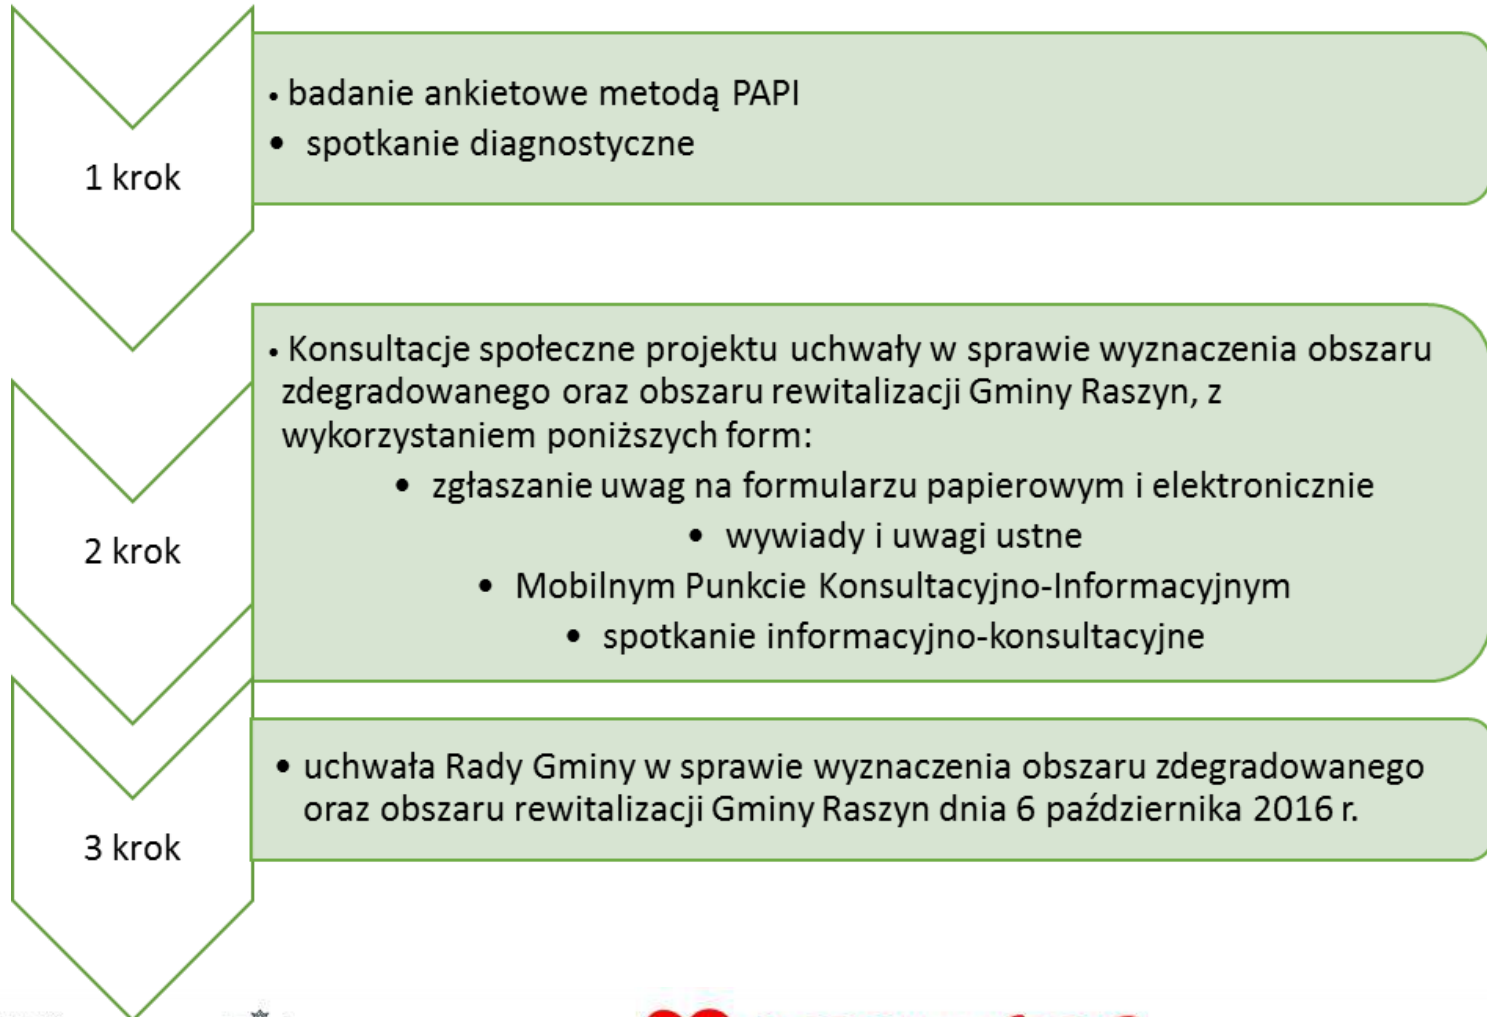 1 krok
• badanie ankietowe metodą PAPI
• spotkanie diagnostyczne
2 krok
• Konsultacje społeczne projektu uchwały w sprawie wyznaczenia obszaru
zdegradowanego oraz obszaru rewitalizacji Gminy Raszyn, z
wykorzystaniem poniższych form:
• zgłaszanie uwag na formularzu papierowym i elektronicznie
• wywiady i uwagi ustne
• Mobilnym Punkcie Konsultacyjno-Informacyjnym
• spotkanie informacyjno-konsultacyjne
3 krok
• uchwała Rady Gminy w sprawie wyznaczenia obszaru zdegradowanego
oraz obszaru rewitalizacji Gminy Raszyn dnia 6 października 2016 r.